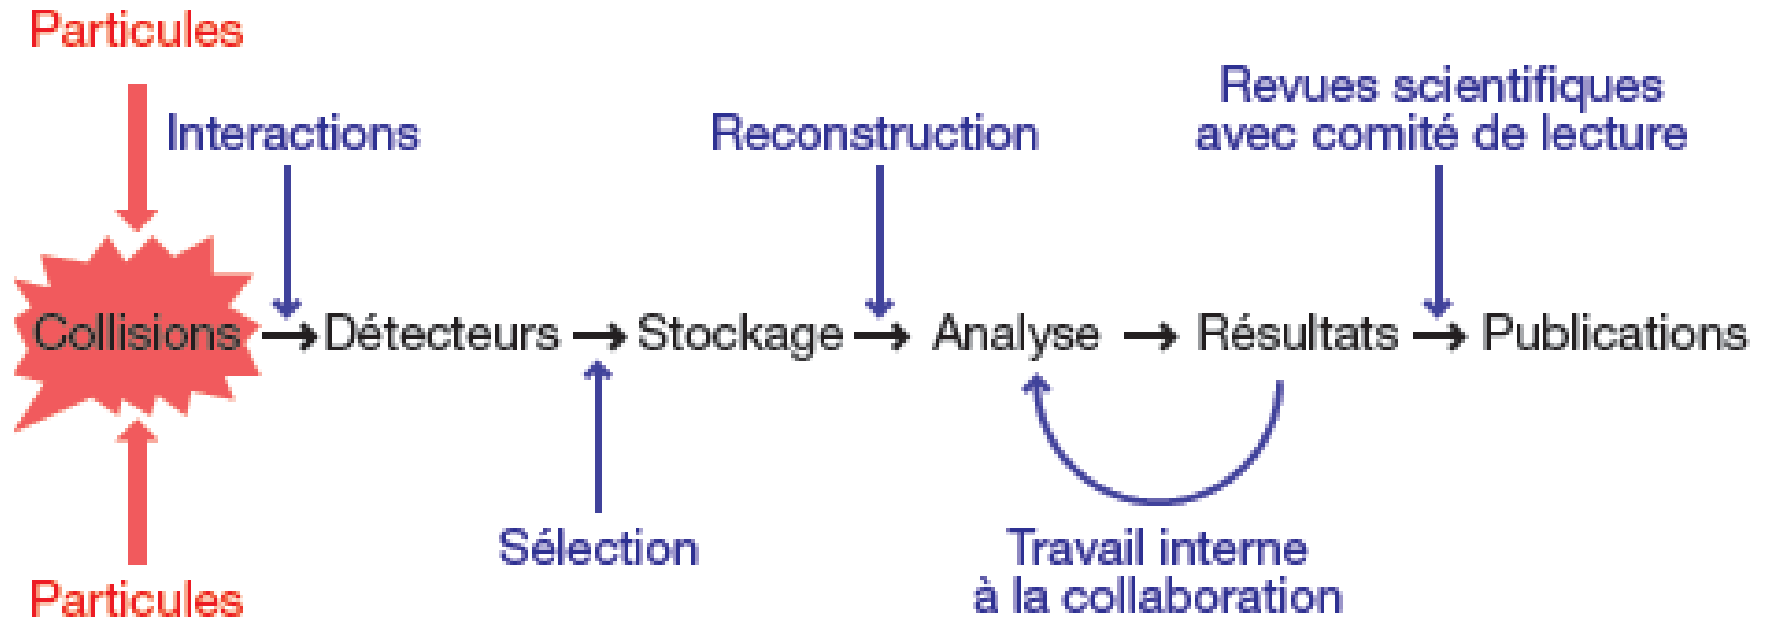 Particules
Interactions
Reconstruction
Revues scientifiques
avec comité de lecture
Collisions
Détecteurs
Stockage
Analyse
Résultats
Publications
Sélection
Travail interne
à la collaboration
Particules